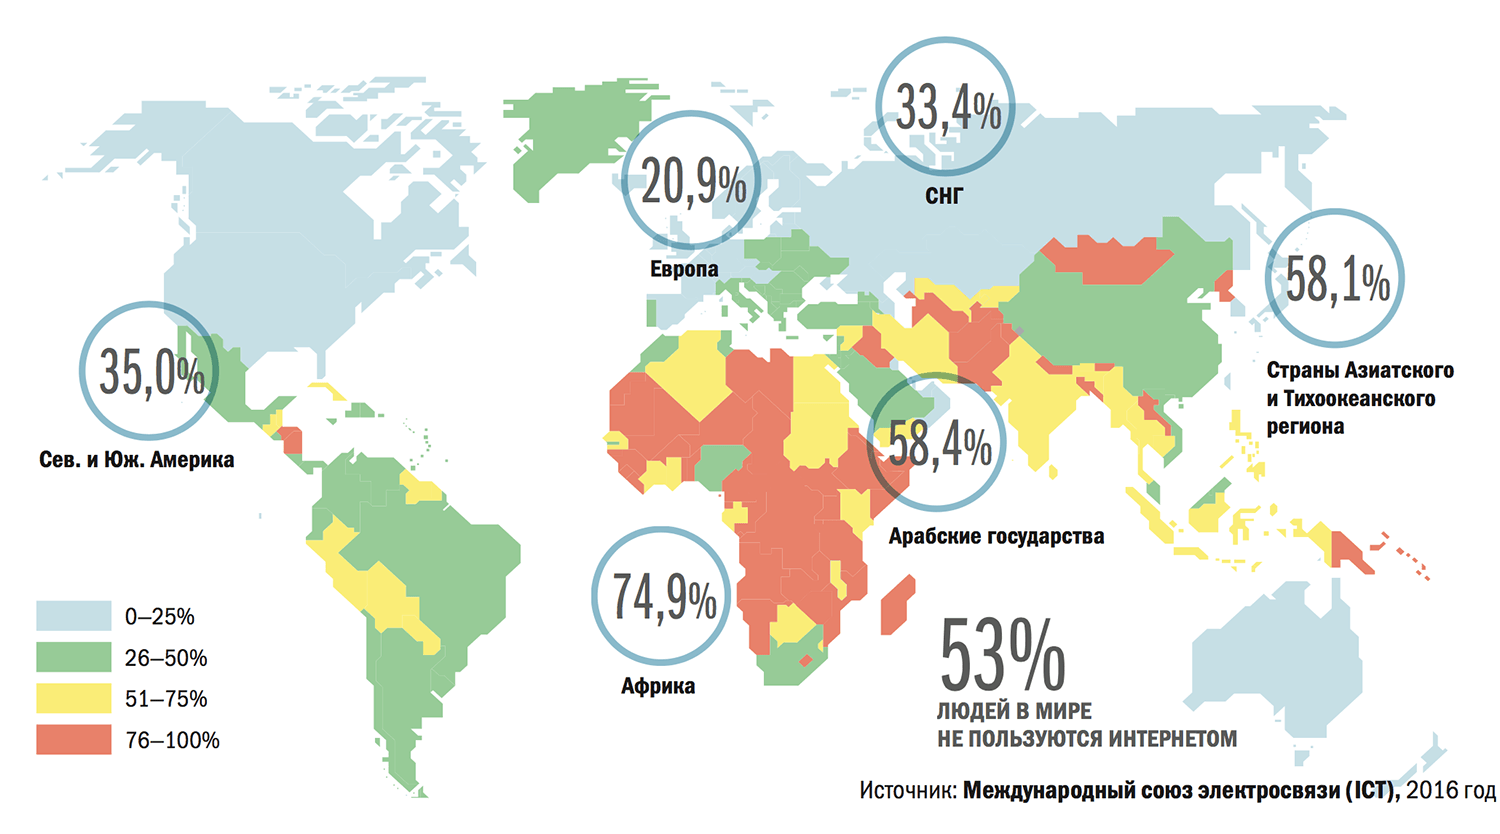 33,4%
СНГ
20,9%
Европа
58,1%
Страны Азиатского
и Тихоокеанского
региона
35,0%
Сев. и Юж. Америка
58,4%
Арабские государства
74,9%
Африка
0–25%
26–50%
51–75%
76–100%
53%
ЛЮДЕЙ В МИРЕ
НЕ ПОЛЬЗУЮТСЯ ИНТЕРНЕТОМ
Источник: Международный союз электросвязи (ICT), 2016 год